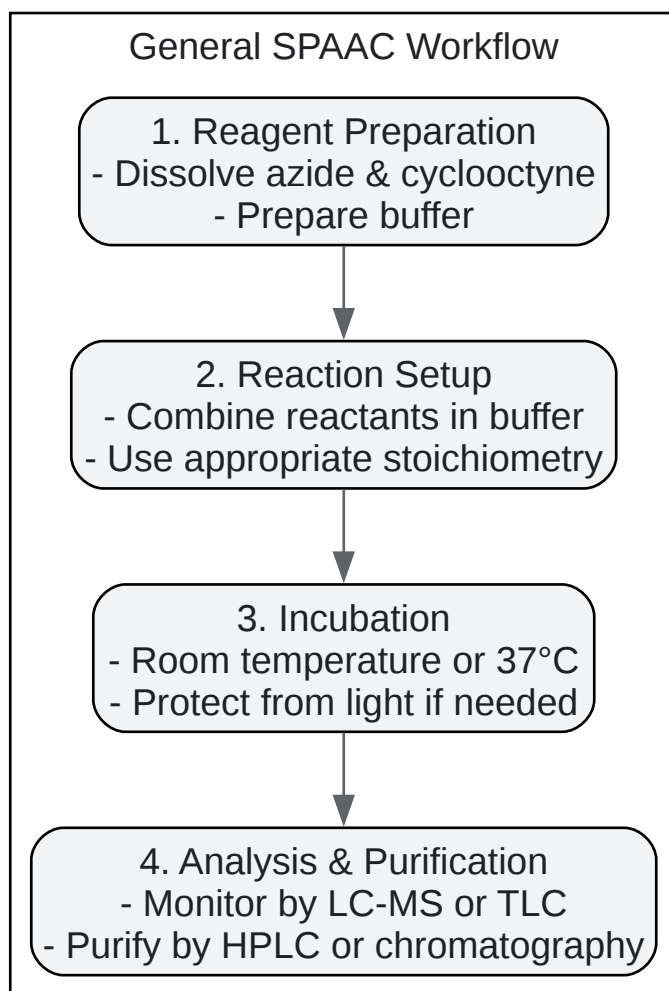 General SPAAC Workflow
1. Reagent Preparation
- Dissolve azide & cyclooctyne
- Prepare buffer
2. Reaction Setup
- Combine reactants in buffer
- Use appropriate stoichiometry
3. Incubation
- Room temperature or 37°C
- Protect from light if needed
4. Analysis & Purification
- Monitor by LC-MS or TLC
- Purify by HPLC or chromatography